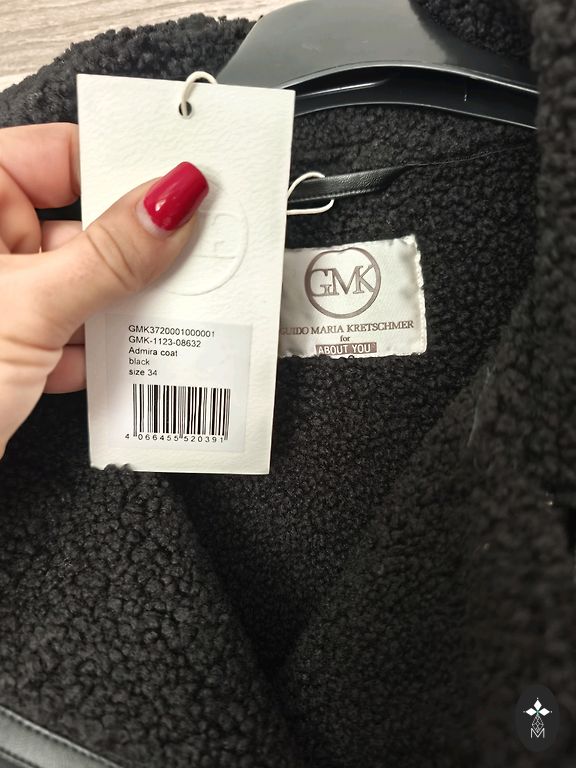 GMK3720001000001
GMK-1123-08632
Admira coat
black
size 34
4 066455 520391
GMK
GUIDO MARIA KRETSCHMER
for
ABOUT YOU
M